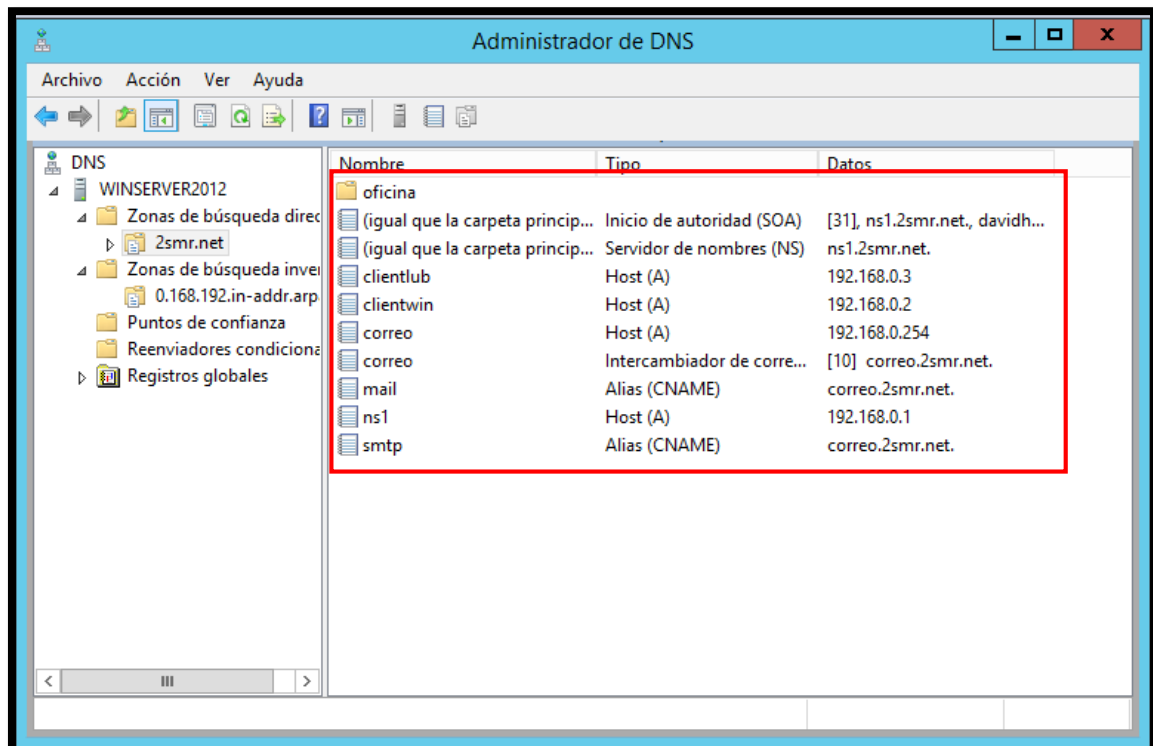 Administrador de DNS
Archivo Acción Ver Ayuda
DNS
WINSERVER2012
Zonas de búsqueda direc
2smr.net
Zonas de búsqueda inver
0.168.192.in-addr.arp
Puntos de confianza
Reenviadores condiciona
Registros globales
Nombre Tipo Datos
oficina
(igual que la carpeta princip... Inicio de autoridad (SOA) [31], ns1.2smr.net., davidh...
(igual que la carpeta princip... Servidor de nombres (NS) ns1.2smr.net.
clientlub Host (A) 192.168.0.3
clientwin Host (A) 192.168.0.2
correo Host (A) 192.168.0.254
correo Intercambiador de corre... [10] correo.2smr.net.
mail Alias (CNAME) correo.2smr.net.
ns1 Host (A) 192.168.0.1
smtp Alias (CNAME) correo.2smr.net.